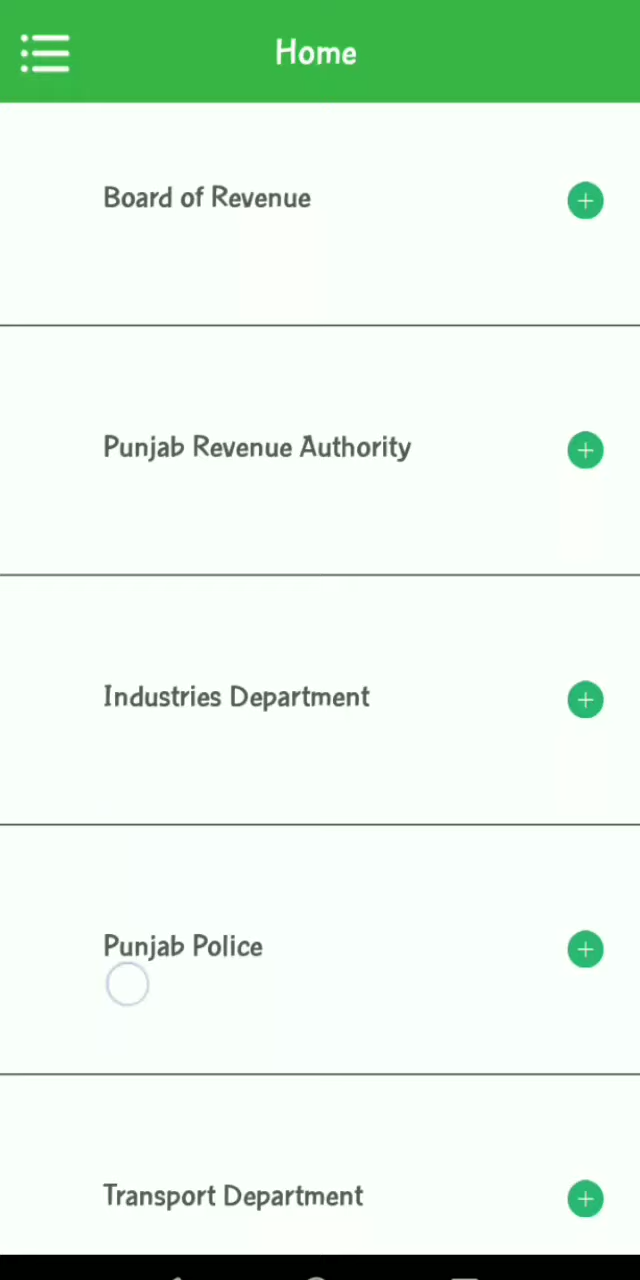 Home
Board of Revenue
Punjab Revenue Authority
Industries Department
Punjab Police
Transport Department